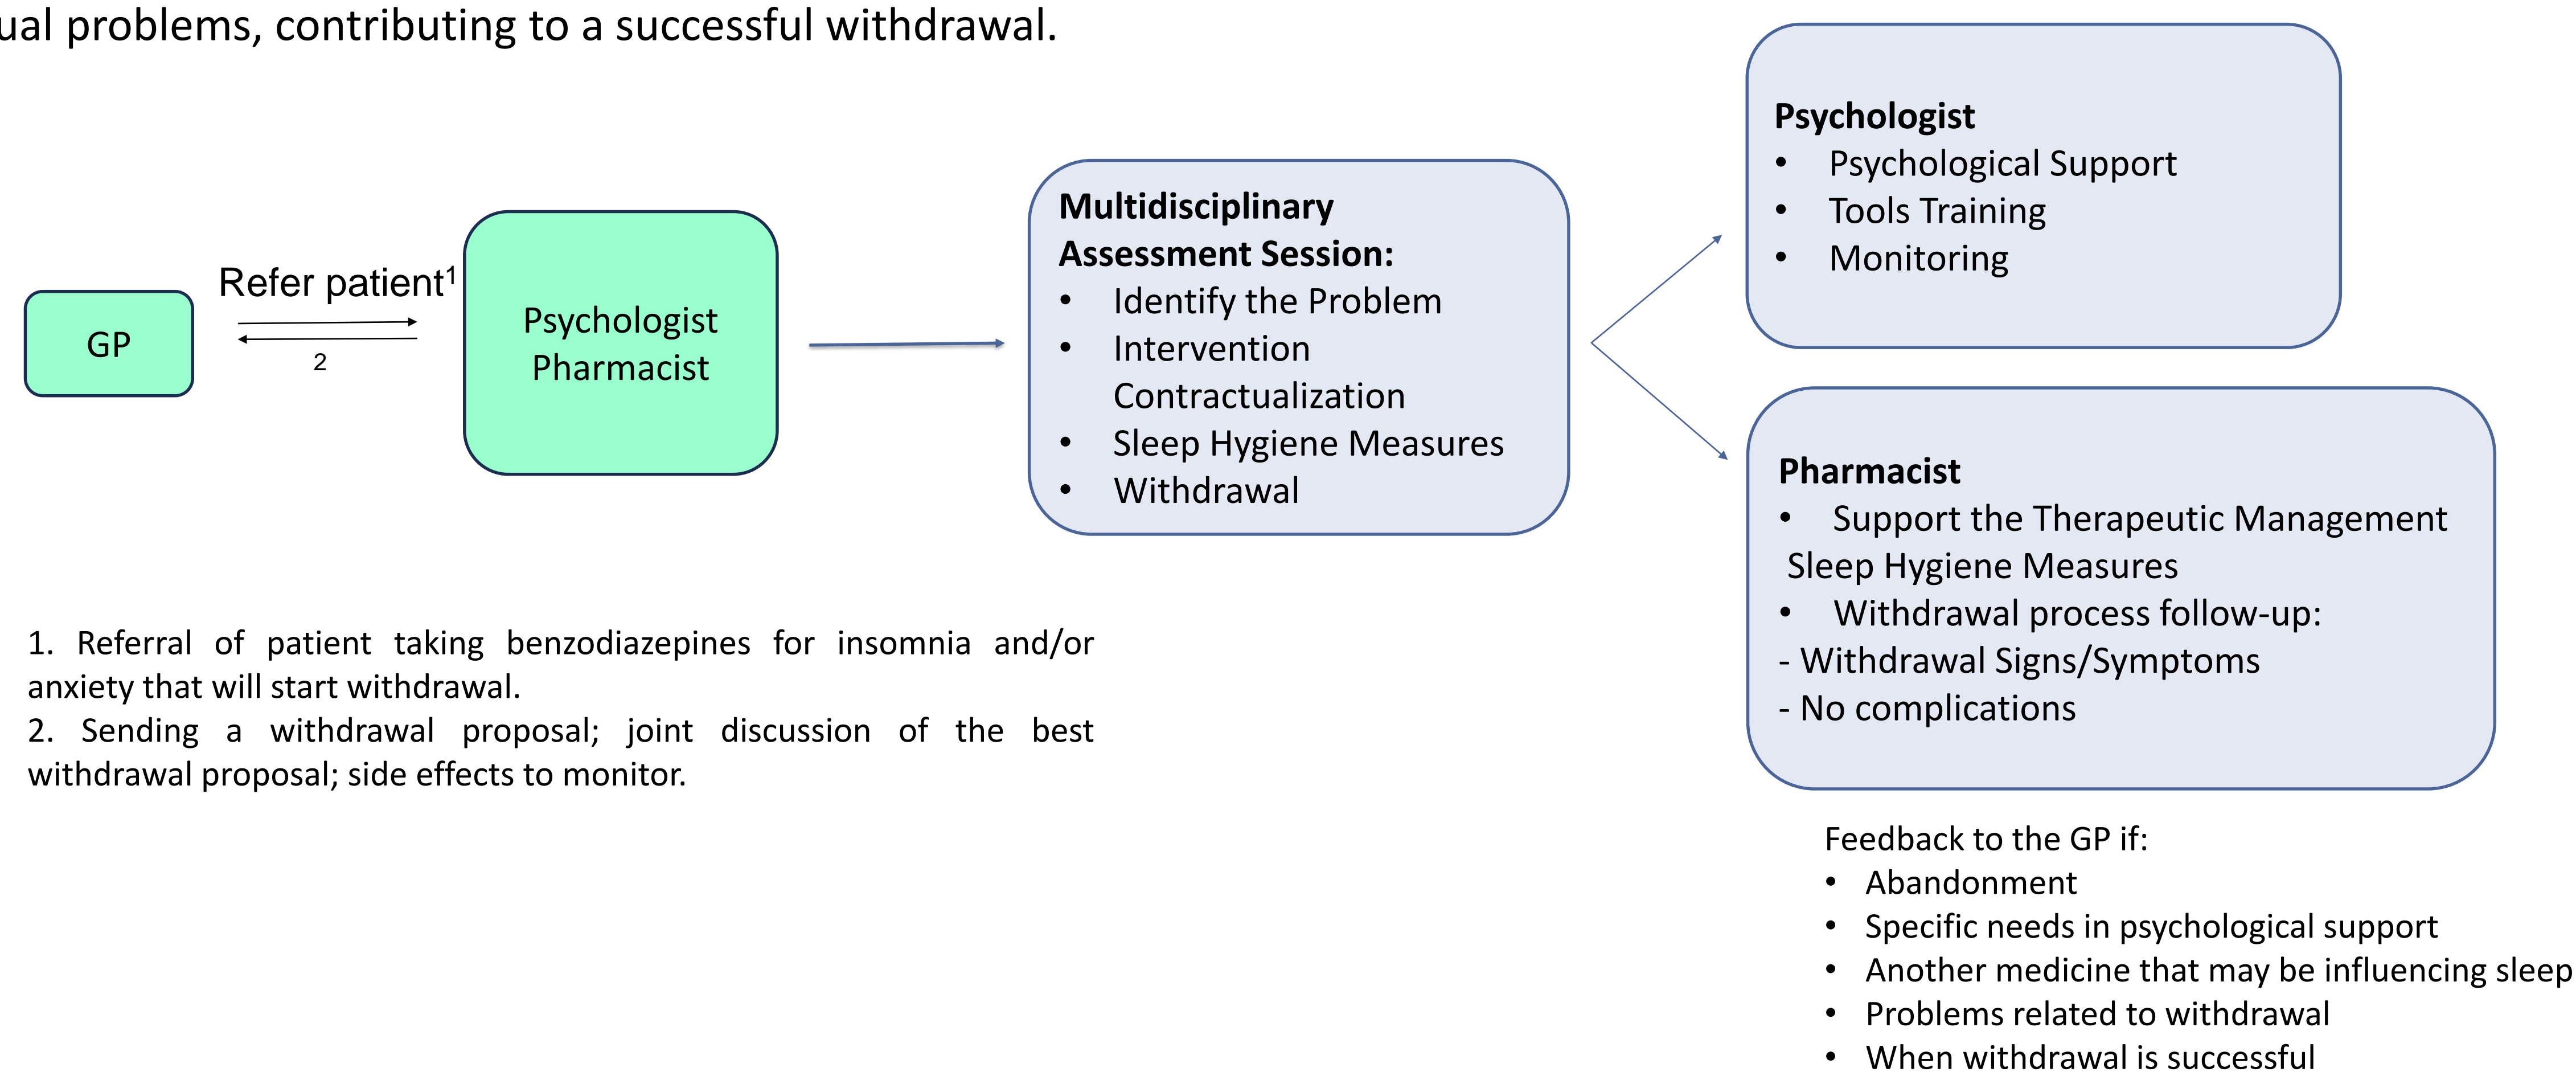 ual problems, contributing to a successful withdrawal.
GP
Refer patient¹
2
Psychologist
Pharmacist
Multidisciplinary
Assessment Session:
• Identify the Problem
• Intervention
Contractualization
• Sleep Hygiene Measures
• Withdrawal
Psychologist
• Psychological Support
• Tools Training
• Monitoring
Pharmacist
• Support the Therapeutic Management
Sleep Hygiene Measures
• Withdrawal process follow-up:
- Withdrawal Signs/Symptoms
- No complications
1. Referral of patient taking benzodiazepines for insomnia and/or
anxiety that will start withdrawal.
2. Sending a withdrawal proposal; joint discussion of the best
withdrawal proposal; side effects to monitor.
Feedback to the GP if:
• Abandonment
• Specific needs in psychological support
• Another medicine that may be influencing sleep
• Problems related to withdrawal
• When withdrawal is successful